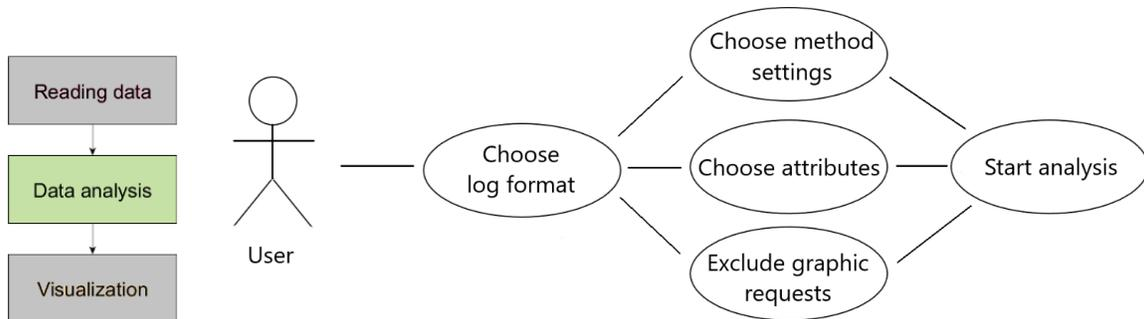 Reading data
Data analysis
Visualization
User
Choose
log format
Choose method
settings
Choose attributes
Exclude graphic
requests
Start analysis